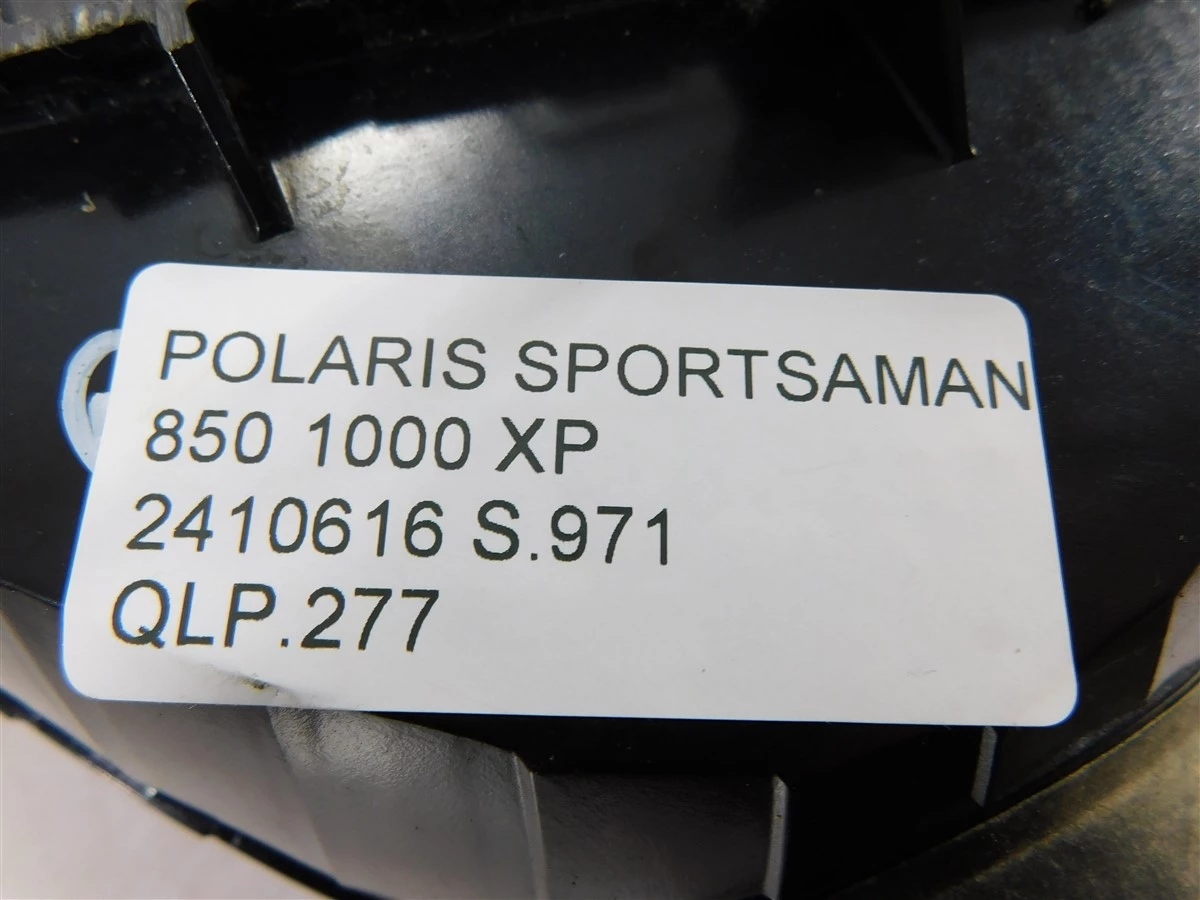 POLARIS SPORTSAMAN
850 1000 XP
2410616 S.971
QLP.277